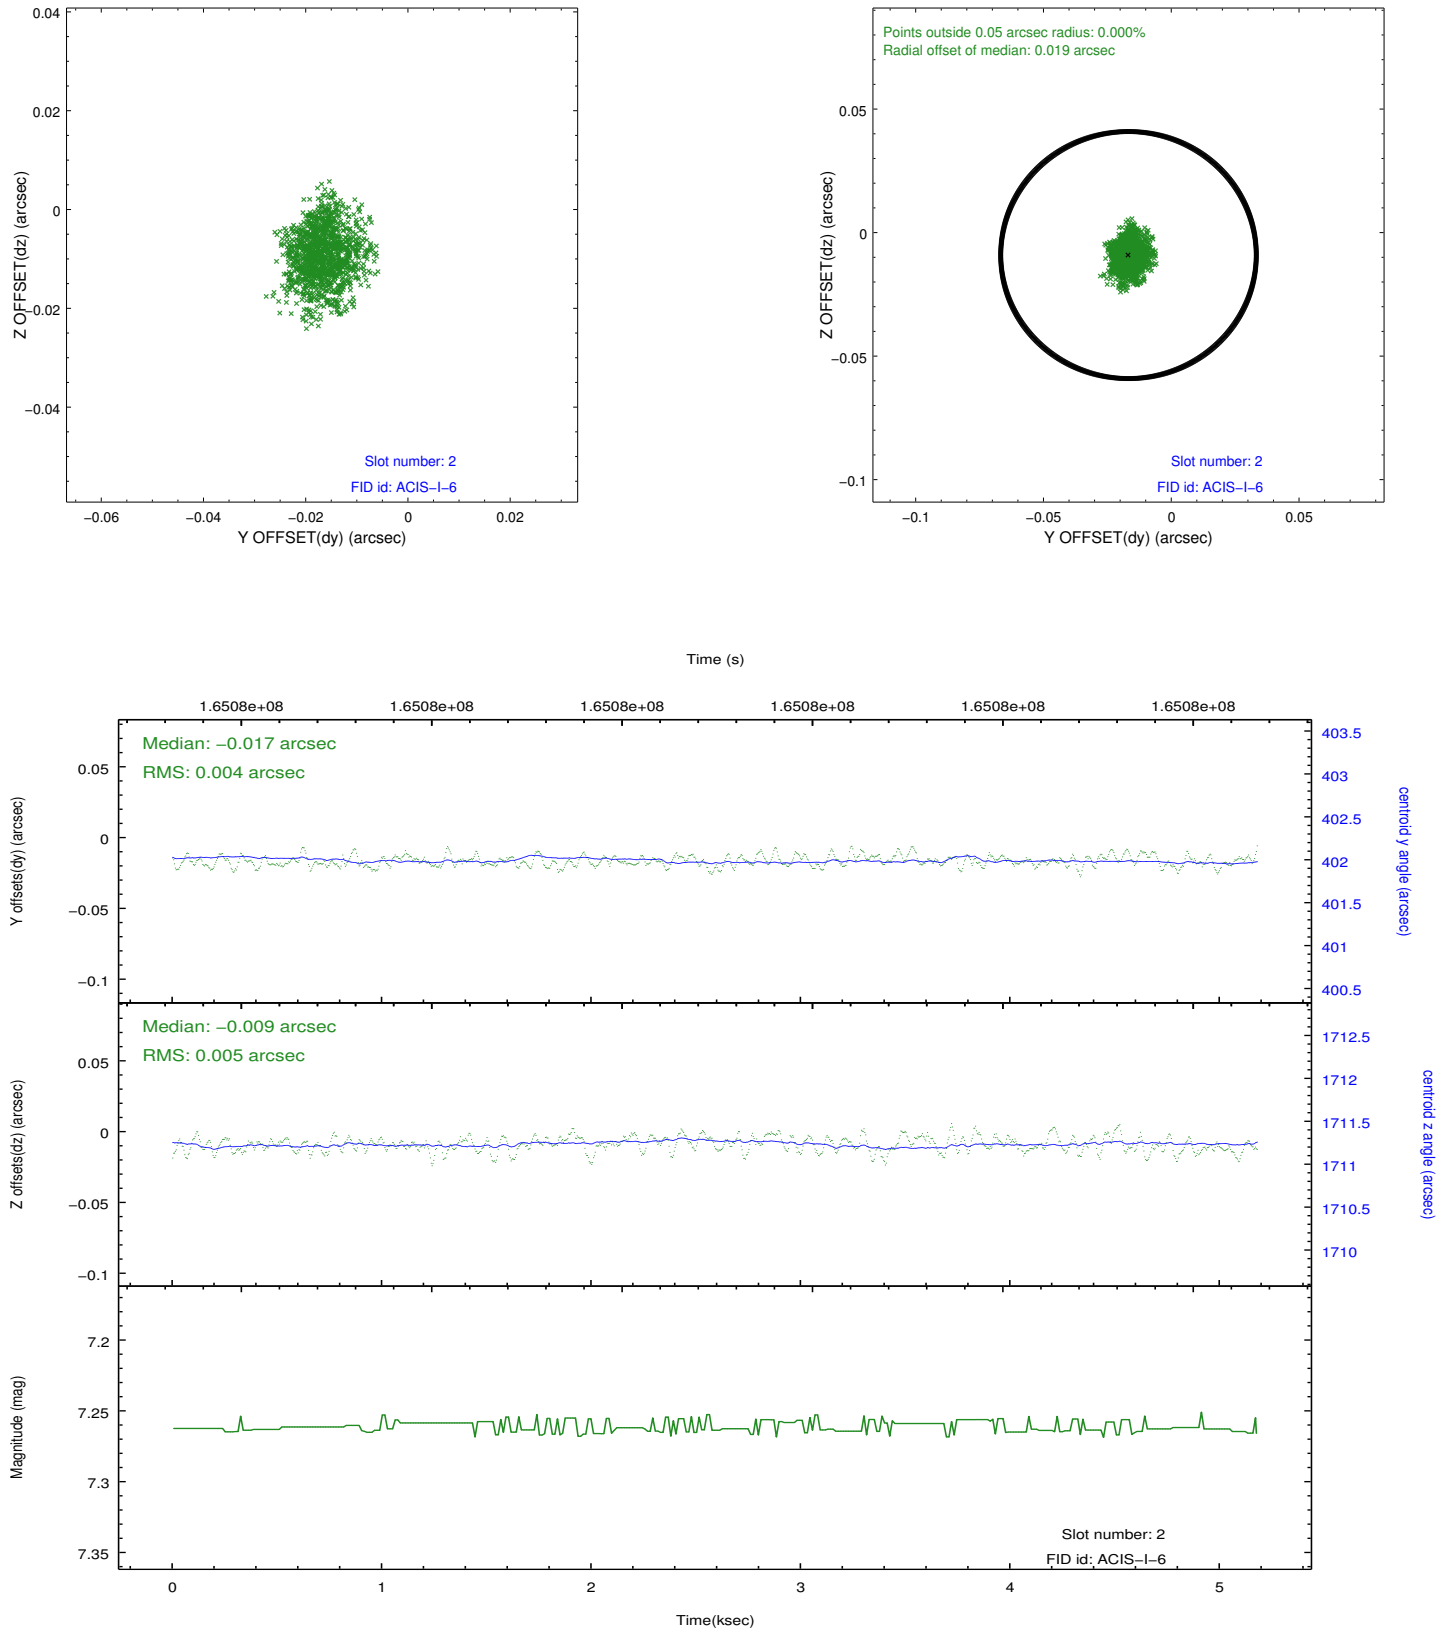 0.04
0.02
0
−0.02
−0.04
Z OFFSET(dz) (arcsec)
Slot number: 2
FID id: ACIS−I−6
−0.06
−0.04
−0.02
0
0.02
Y OFFSET(dy) (arcsec)
Points outside 0.05 arcsec radius: 0.000%
Radial offset of median: 0.019 arcsec
0.05
0
−0.05
−0.1
Z OFFSET(dz) (arcsec)
Slot number: 2
FID id: ACIS−I−6
−0.1
−0.05
0
0.05
Y OFFSET(dy) (arcsec)
Time (s)
1.6508e+08
1.6508e+08
1.6508e+08
1.6508e+08
1.6508e+08
1.6508e+08
Median: −0.017 arcsec
RMS: 0.004 arcsec
0.05
0
−0.05
−0.1
Y offsets(dy) (arcsec)
403.5
403
402.5
402
401.5
401
400.5
centroid y angle (arcsec)
Median: −0.009 arcsec
RMS: 0.005 arcsec
0.05
0
−0.05
−0.1
Z offsets(dz) (arcsec)
1712.5
1712
1711.5
1711
1710.5
1710
centroid z angle (arcsec)
7.2
7.25
7.3
7.35
Magnitude (mag)
Slot number: 2
FID id: ACIS−I−6
0
1
2
3
4
5
Time(ksec)